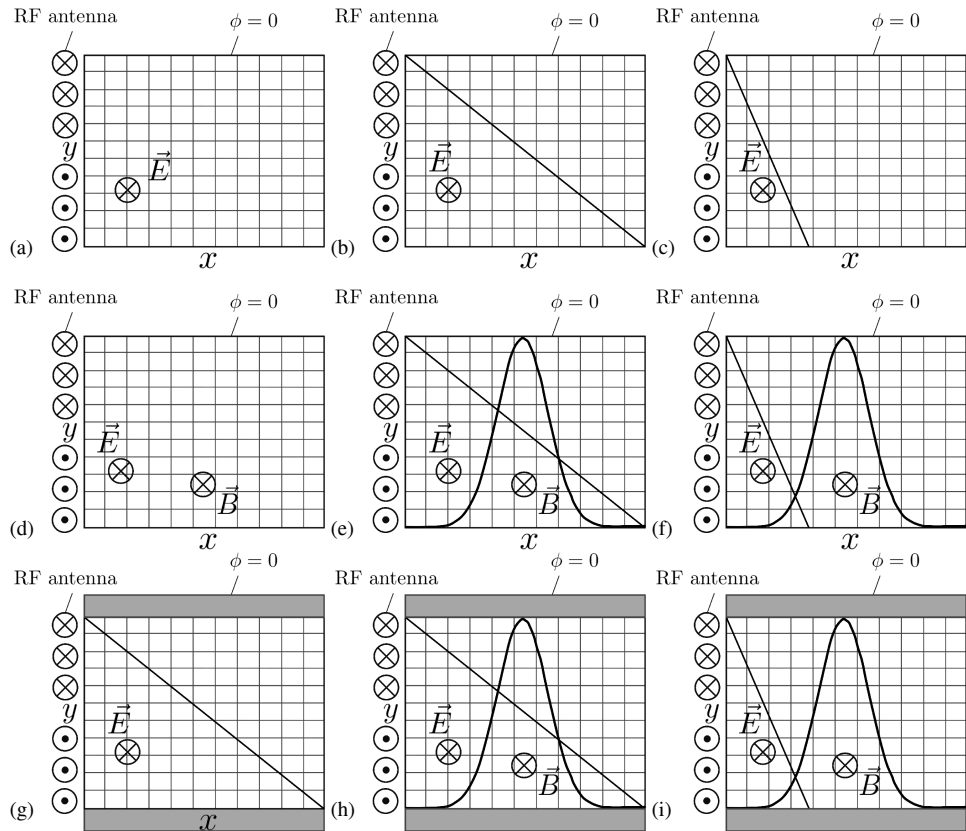 RF antenna ϕ = 0 RF antenna ϕ = 0 RF antenna ϕ = 0
y E⃗ y E⃗ y E⃗
(a) x (b) x (c) x
RF antenna ϕ = 0 RF antenna ϕ = 0 RF antenna ϕ = 0
y E⃗ B⃗ y E⃗ B⃗ y E⃗ B⃗
(d) x (e) x (f) x
RF antenna ϕ = 0 RF antenna ϕ = 0 RF antenna ϕ = 0
y E⃗ y E⃗ B⃗ y E⃗ B⃗
(g) x (h) (i)